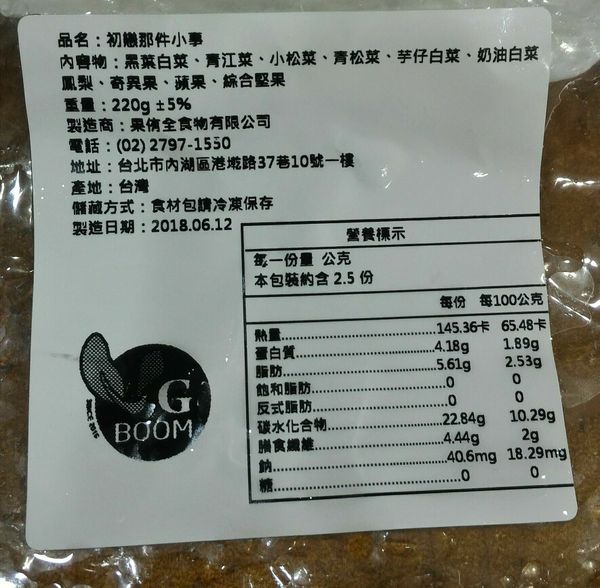 品名：初戀那件小事
內容物：黑葉白菜、青江菜、小松菜、青松菜、芋仔白菜、奶油白菜
鳳梨、奇異果、蘋果、綜合堅果
重量：220g ±5%
製造商：果侑全食物有限公司
電話：(02) 2797-1550
地址：台北市內湖區港墘路37巷10號一樓
產地：台灣
儲藏方式：食材包請冷凍保存
製造日期：2018.06.12
營養標示
每一份量 公克
本包裝約含 2.5 份
每份 每100公克
熱量 145.36卡 65.48卡
蛋白質 4.18g 1.89g
脂肪 5.61g 2.53g
飽和脂肪 0 0
反式脂肪 0 0
碳水化合物 22.84g 10.29g
膳食纖維 4.44g 2g
鈉 40.6mg 18.29mg
糖 0 0
G
BOOM
SINCE 2015